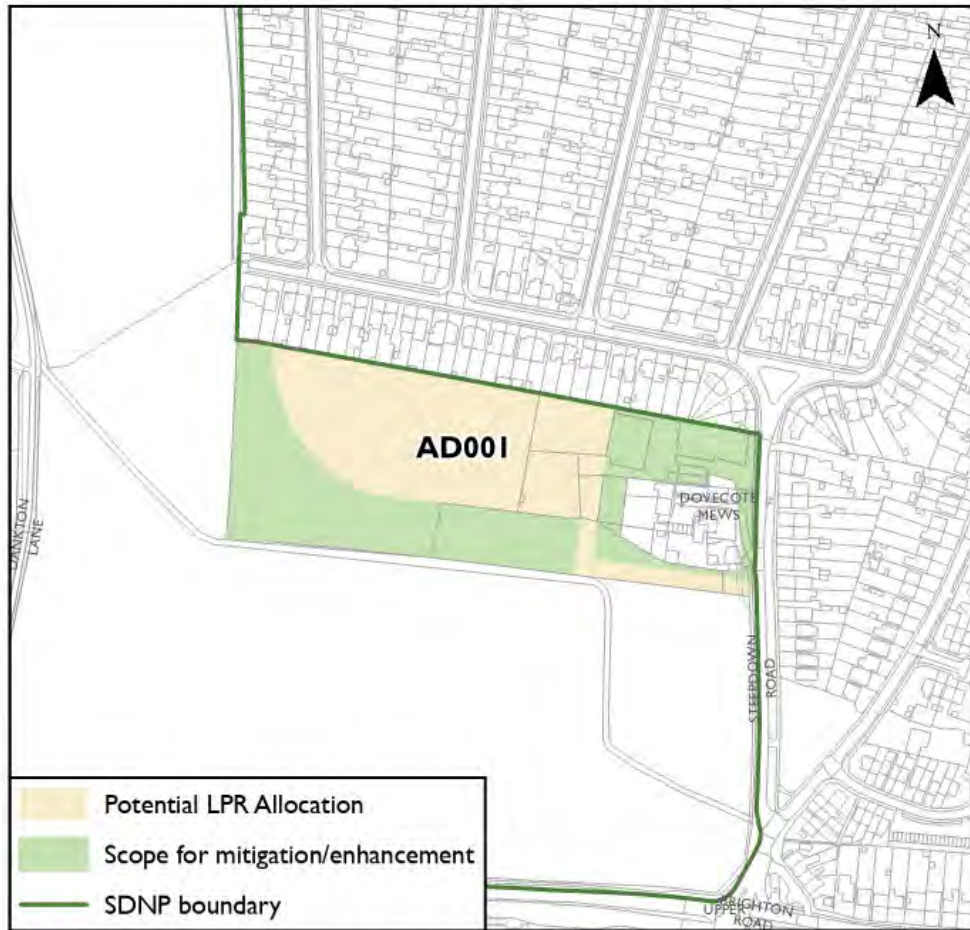 N
AD001
DOVECOTE
MEWS
DANKTON
LANE
STEEPDOWN
ROAD
Potential LPR Allocation
Scope for mitigation/enhancement
SDNP boundary
UPPER BRIGHTON
ROAD